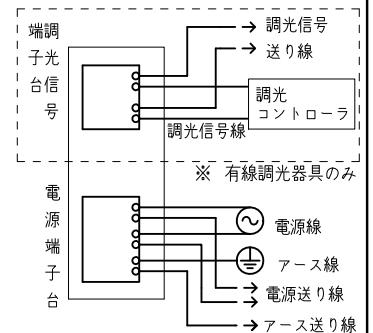 調光信号
端子台
調光信号
送り線
調光
コントローラ
調光信号線
※ 有線調光器具のみ
電源端子台
電源線
アース線
電源送り線
アース送り線